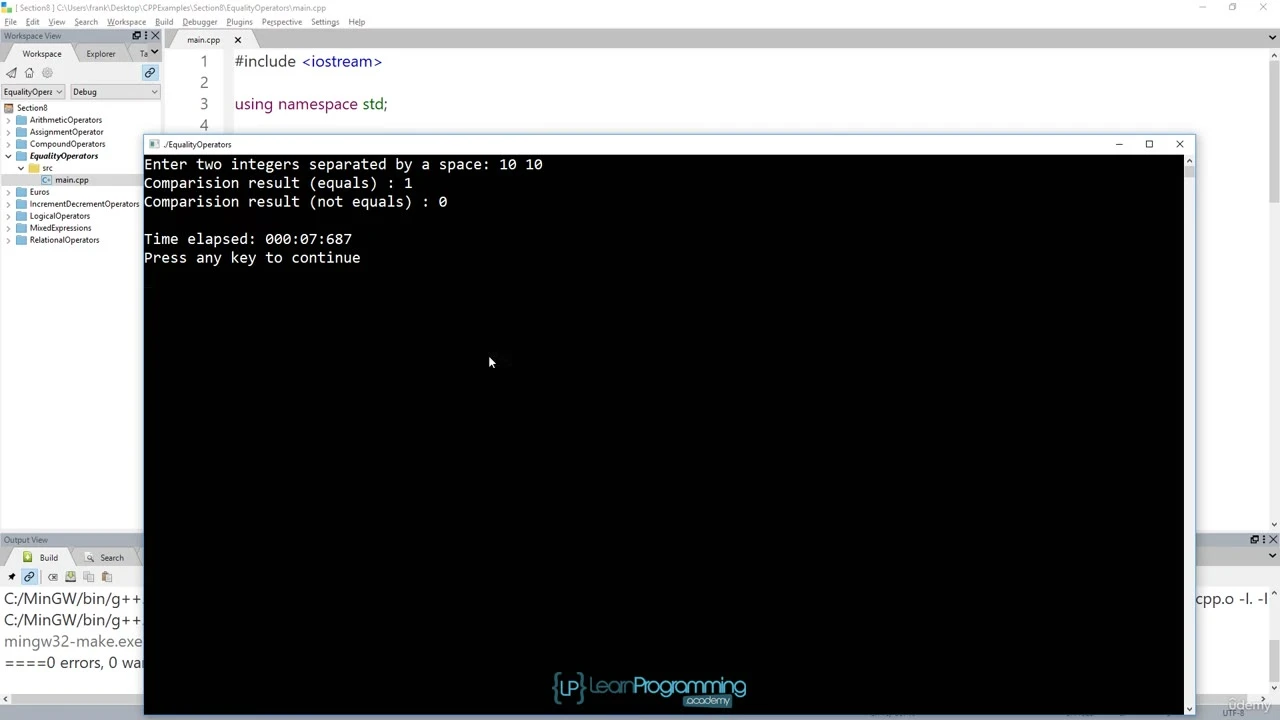 [ Section8 ] C:\Users\frank\Desktop\CPPExamples\Section8\EqualityOperators\main.cpp
File Edit View Search Workspace Build Debugger Plugins Perspective Settings Help
Workspace View
Workspace Explorer Ta
EqualityOpera Debug
Section8
ArithmeticOperators
AssignmentOperator
CompoundOperators
EqualityOperators
src
main.cpp
Euros
IncrementDecrementOperators
LogicalOperators
MixedExpressions
RelationalOperators
main.cpp
1 #include <iostream>
2
3 using namespace std;
4
./EqualityOperators
Enter two integers separated by a space: 10 10
Comparision result (equals) : 1
Comparision result (not equals) : 0
Time elapsed: 000:07:687
Press any key to continue
Output View
Build Search
C:/MinGW/bin/g++ cpp.o -I. -I
C:/MinGW/bin/g++
mingw32-make.exe
====0 errors, 0 wa
{LP} LearnProgramming
academy
UTF-8